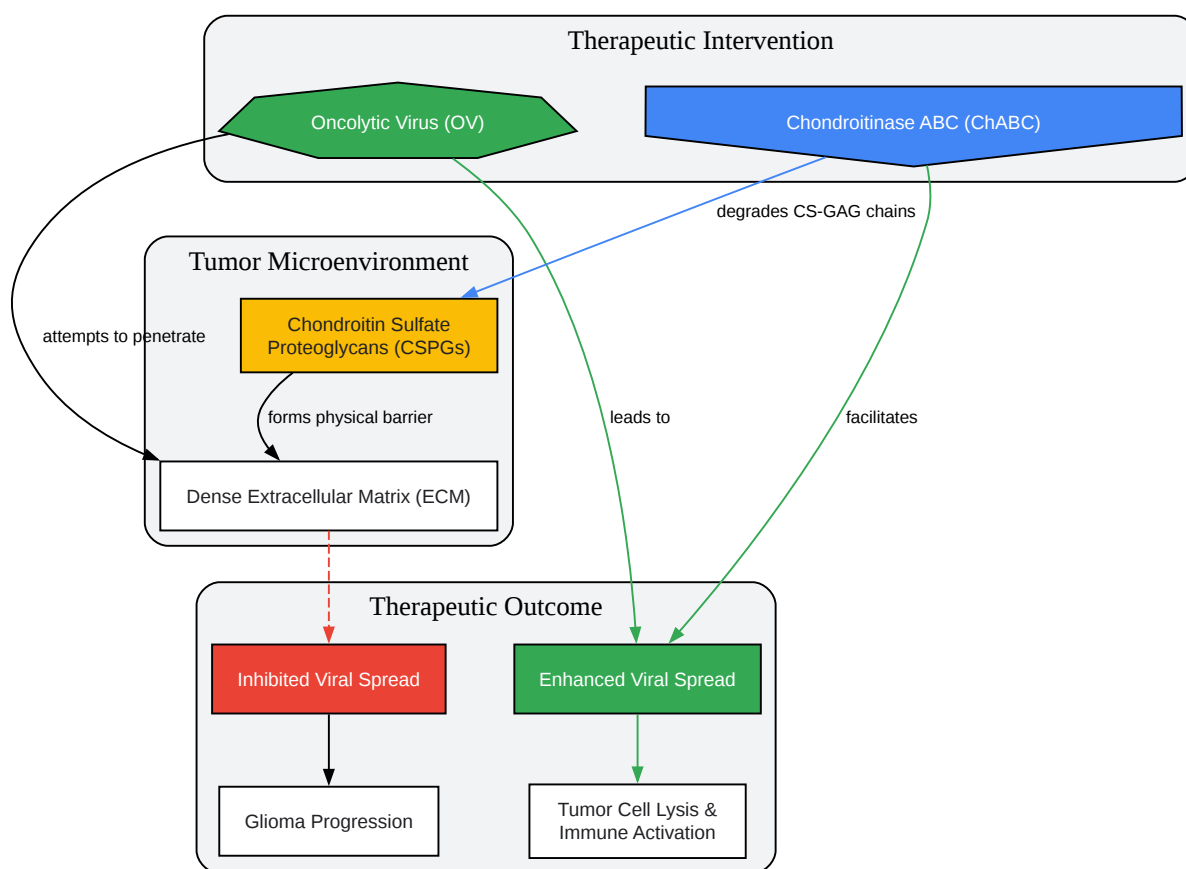 Therapeutic Intervention
Oncolytic Virus (OV)
Chondroitinase ABC (ChABC)
degrades CS-GAG chains
Tumor Microenvironment
Chondroitin Sulfate
Proteoglycans (CSPGs)
attempts to penetrate
forms physical barrier
leads to
facilitates
Dense Extracellular Matrix (ECM)
Therapeutic Outcome
Inhibited Viral Spread
Enhanced Viral Spread
Glioma Progression
Tumor Cell Lysis &
Immune Activation